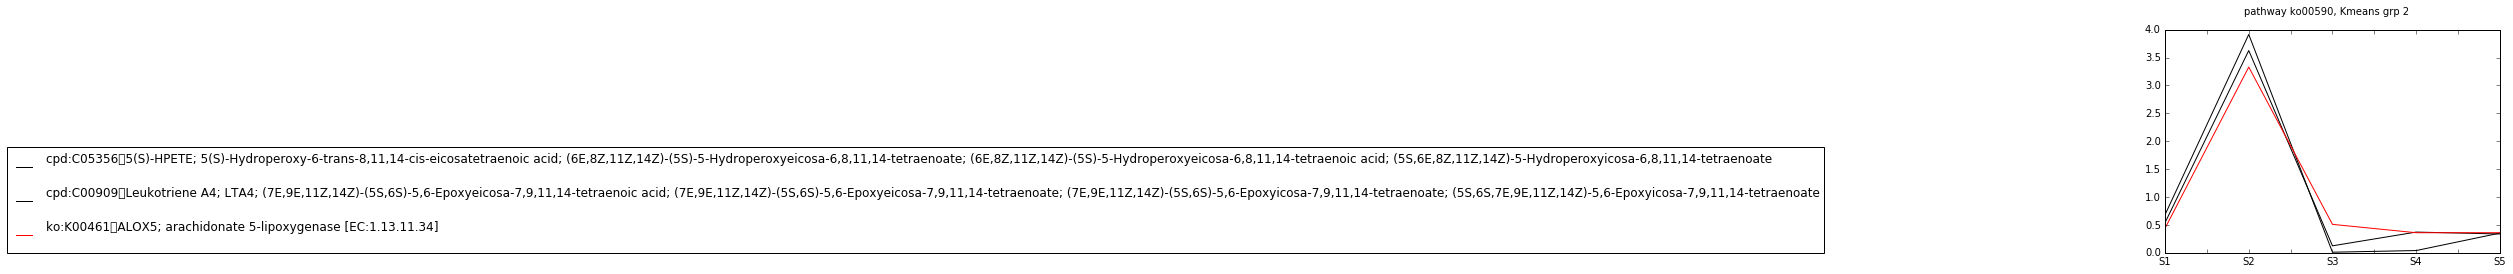 pathway ko00590, Kmeans grp 2
4.0
3.5
3.0
2.5
2.0
1.5
1.0
0.5
0.0
S1 S2 S3 S4 S5
cpd:C05356▯5(S)-HPETE; 5(S)-Hydroperoxy-6-trans-8,11,14-cis-eicosatetraenoic acid; (6E,8Z,11Z,14Z)-(5S)-5-Hydroperoxyeicosa-6,8,11,14-tetraenoate; (6E,8Z,11Z,14Z)-(5S)-5-Hydroperoxyeicosa-6,8,11,14-tetraenoic acid; (5S,6E,8Z,11Z,14Z)-5-Hydroperoxyicosa-6,8,11,14-tetraenoate
cpd:C00909▯Leukotriene A4; LTA4; (7E,9E,11Z,14Z)-(5S,6S)-5,6-Epoxyeicosa-7,9,11,14-tetraenoic acid; (7E,9E,11Z,14Z)-(5S,6S)-5,6-Epoxyeicosa-7,9,11,14-tetraenoate; (7E,9E,11Z,14Z)-(5S,6S)-5,6-Epoxyicosa-7,9,11,14-tetraenoate; (5S,6S,7E,9E,11Z,14Z)-5,6-Epoxyicosa-7,9,11,14-tetraenoate
ko:K00461▯ALOX5; arachidonate 5-lipoxygenase [EC:1.13.11.34]